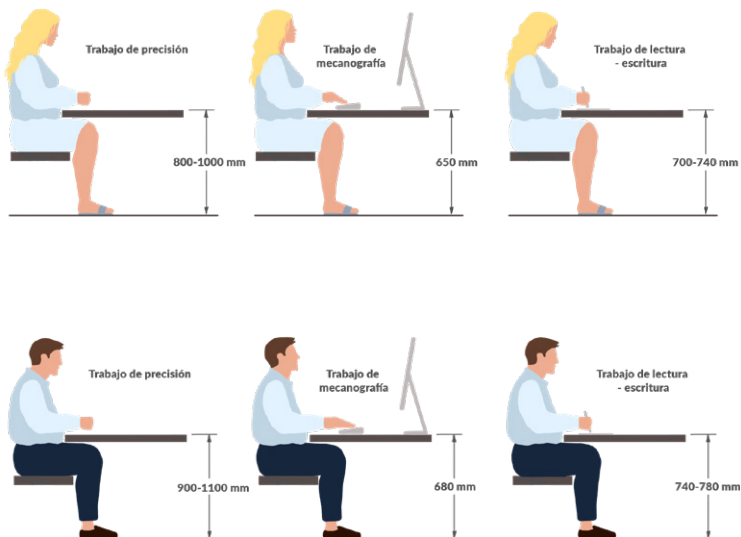 Trabajo de precisión
800-1000 mm
Trabajo de
mecanografía
650 mm
Trabajo de lectura
- escritura
700-740 mm
Trabajo de precisión
900-1100 mm
Trabajo de
mecanografía
680 mm
Trabajo de lectura
- escritura
740-780 mm